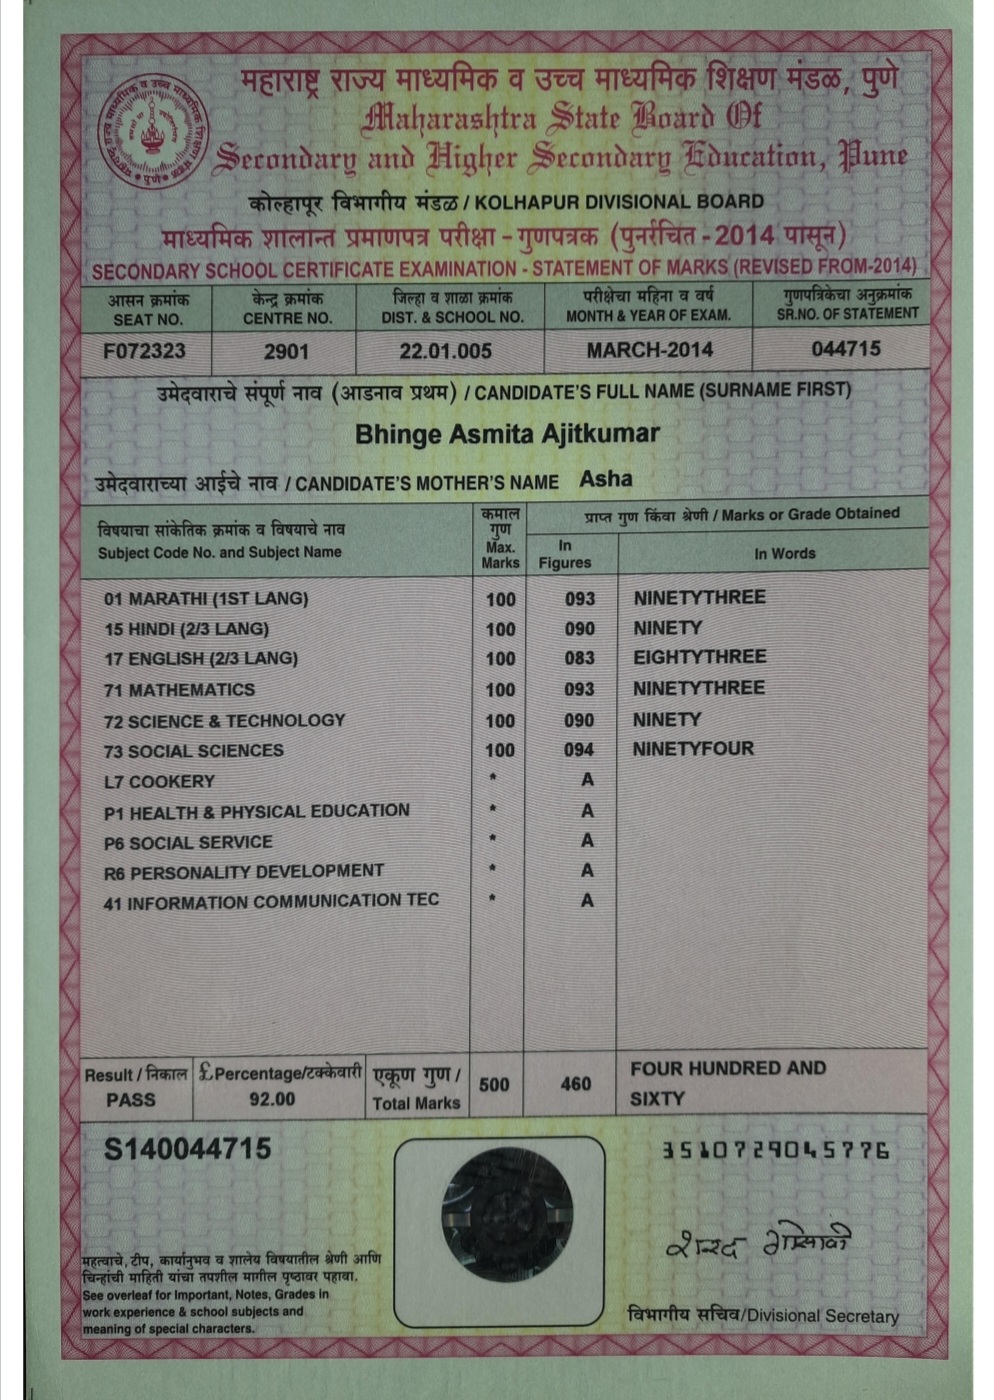 महाराष्ट्र राज्य माध्यमिक व उच्च माध्यमिक शिक्षण मंडळ, पुणे
Maharashtra State Board Of
Secondary and Higher Secondary Education, Pune
कोल्हापूर विभागीय मंडळ / KOLHAPUR DIVISIONAL BOARD
माध्यमिक शालान्त प्रमाणपत्र परीक्षा - गुणपत्रक (पुनर्रचित - 2014 पासून)
SECONDARY SCHOOL CERTIFICATE EXAMINATION - STATEMENT OF MARKS (REVISED FROM-2014)
आसन क्रमांक केन्द्र क्रमांक जिल्हा व शाळा क्रमांक परीक्षेचा महिना व वर्ष गुणपत्रिकेचा अनुक्रमांक
SEAT NO. CENTRE NO. DIST. & SCHOOL NO. MONTH & YEAR OF EXAM. SR.NO. OF STATEMENT
F072323 2901 22.01.005 MARCH-2014 044715
उमेदवाराचे संपूर्ण नाव (आडनाव प्रथम) / CANDIDATE'S FULL NAME (SURNAME FIRST)
Bhinge Asmita Ajitkumar
उमेदवाराच्या आईचे नाव / CANDIDATE'S MOTHER'S NAME Asha
विषयाचा सांकेतिक क्रमांक व विषयाचे नाव
Subject Code No. and Subject Name
कमाल
गुण
Max.
Marks
प्राप्त गुण किंवा श्रेणी / Marks or Grade Obtained
In
Figures
In Words
01 MARATHI (1ST LANG) 100 093 NINETYTHREE
15 HINDI (2/3 LANG) 100 090 NINETY
17 ENGLISH (2/3 LANG) 100 083 EIGHTYTHREE
71 MATHEMATICS 100 093 NINETYTHREE
72 SCIENCE & TECHNOLOGY 100 090 NINETY
73 SOCIAL SCIENCES 100 094 NINETYFOUR
L7 COOKERY * A
P1 HEALTH & PHYSICAL EDUCATION * A
P6 SOCIAL SERVICE * A
R6 PERSONALITY DEVELOPMENT * A
41 INFORMATION COMMUNICATION TEC * A
Result / निकाल
PASS
£ Percentage/टक्केवारी
92.00
एकूण गुण /
Total Marks
500
460
FOUR HUNDRED AND
SIXTY
S140044715
3510729045776
शरद गोसावी
महत्वाचे, टीप, कार्यानुभव व शालेय विषयातील श्रेणी आणि
चिन्हांची माहिती यांचा तपशील मागील पृष्ठावर पहावा.
See overleaf for Important, Notes, Grades in
work experience & school subjects and
meaning of special characters.
विभागीय सचिव/Divisional Secretary